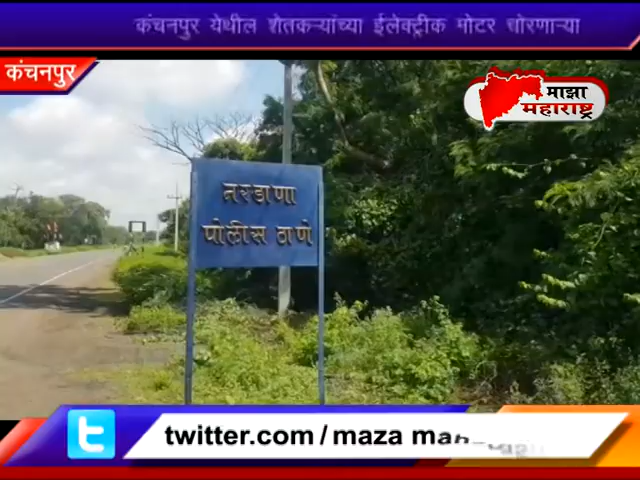 कंचनपुर येथील शेतकऱ्यांच्या ईलेक्ट्रीक मोटर चोरणाऱ्या
कंचनपुर
माझा
महाराष्ट्र
नरडाणा
पोलीस ठाणे
twitter.com/maza